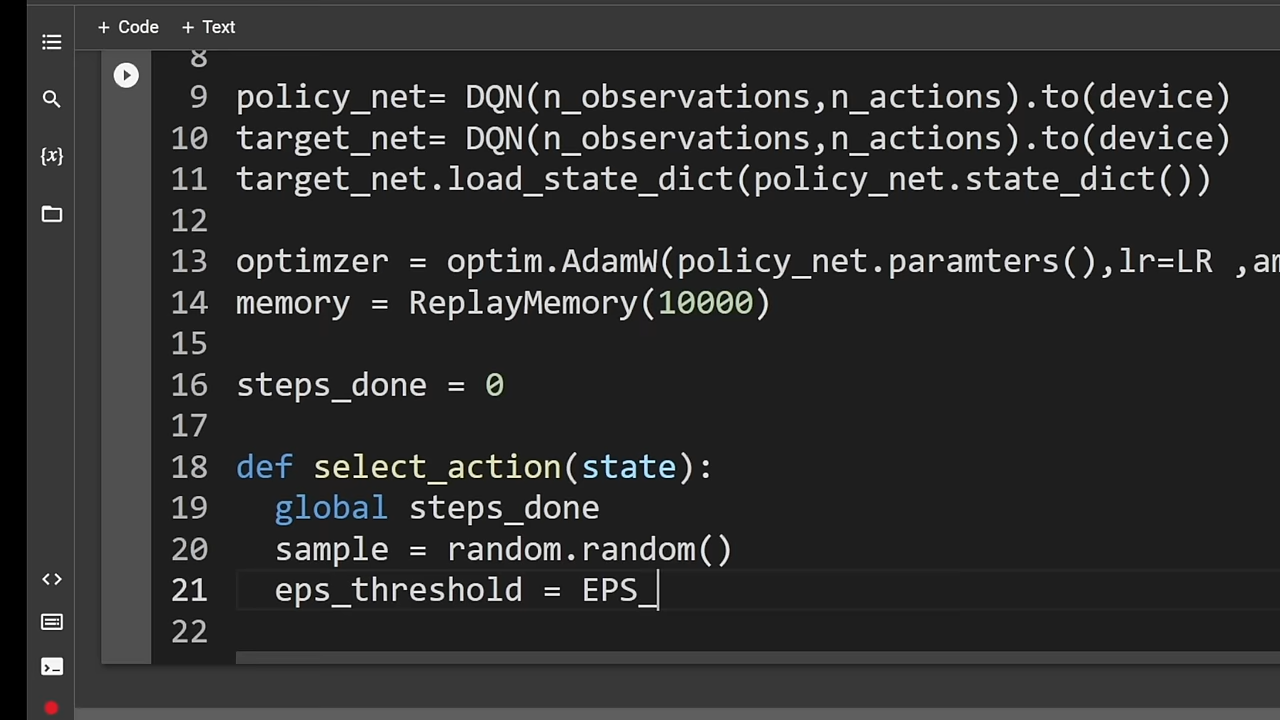 + Code + Text
8
9 policy_net= DQN(n_observations,n_actions).to(device)
10 target_net= DQN(n_observations,n_actions).to(device)
11 target_net.load_state_dict(policy_net.state_dict())
12
13 optimzer = optim.AdamW(policy_net.paramters(),lr=LR ,am
14 memory = ReplayMemory(10000)
15
16 steps_done = 0
17
18 def select_action(state):
19 global steps_done
20 sample = random.random()
21 eps_threshold = EPS_
22